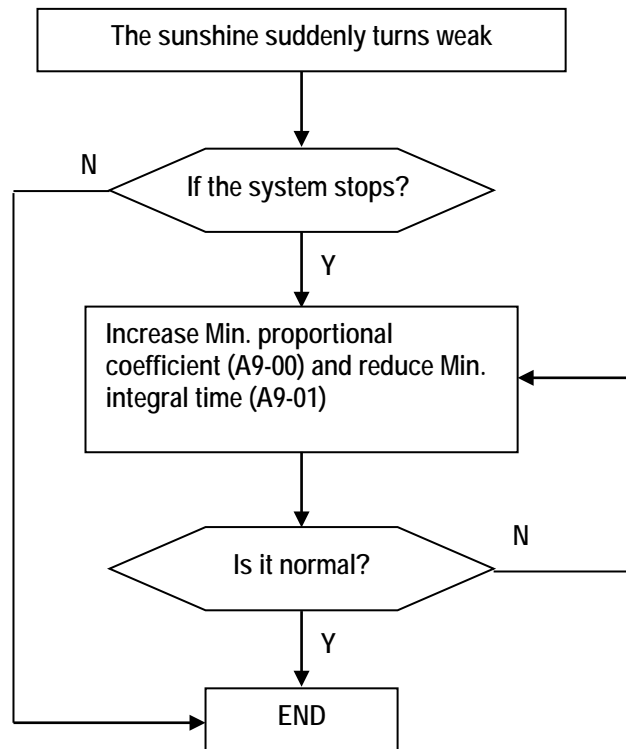 The sunshine suddenly turns weak
N
If the system stops?
Y
Increase Min. proportional
coefficient (A9-00) and reduce Min.
integral time (A9-01)
N
Is it normal?
Y
END